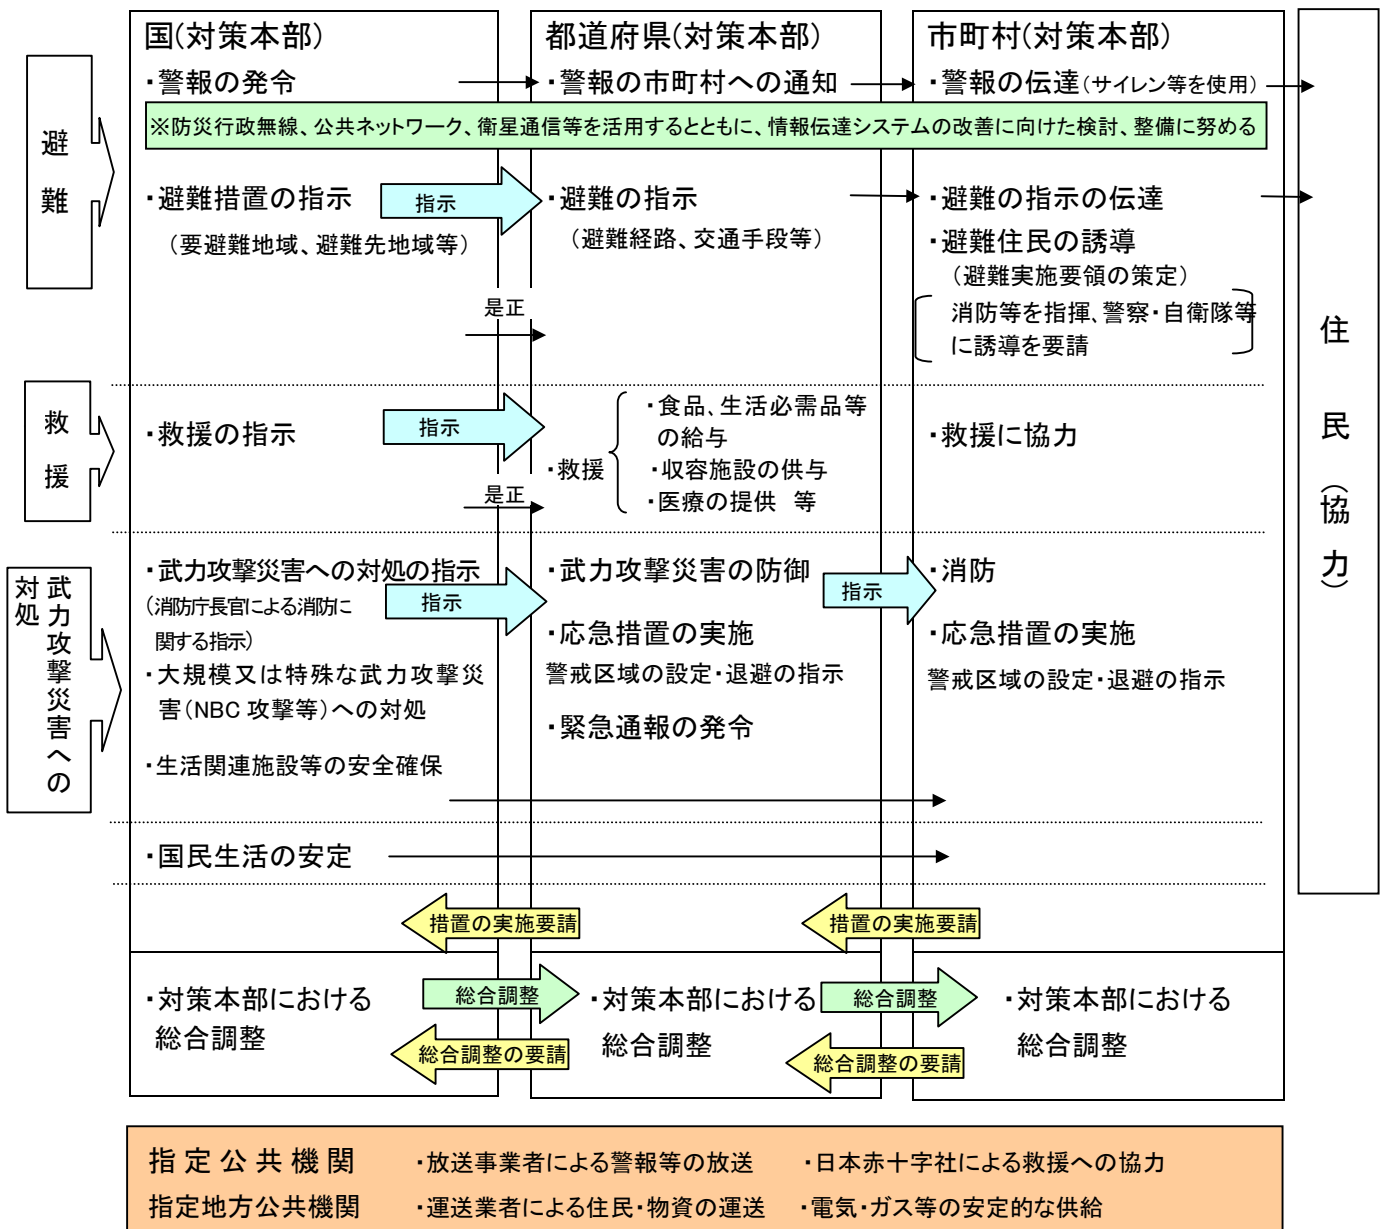 国(対策本部)
都道府県(対策本部)
市町村(対策本部)
避難
・警報の発令
・警報の市町村への通知
・警報の伝達(サイレン等を使用)
※防災行政無線、公共ネットワーク、衛星通信等を活用するとともに、情報伝達システムの改善に向けた検討、整備に努める
・避難措置の指示
指示
・避難の指示
・避難の指示の伝達
(要避難地域、避難先地域等)
(避難経路、交通手段等)
・避難住民の誘導
(避難実施要領の策定)
是正
消防等を指揮、警察・自衛隊等
に誘導を要請
住民(協力)
救援
・救援の指示
指示
・救援
・食品、生活必需品等
の給与
・収容施設の供与
・医療の提供 等
・救援に協力
是正
武力攻撃災害への
対処
・武力攻撃災害への対処の指示
(消防庁長官による消防に
関する指示)
指示
・武力攻撃災害の防御
指示
・消防
・応急措置の実施
警戒区域の設定・退避の指示
・応急措置の実施
警戒区域の設定・退避の指示
・大規模又は特殊な武力攻撃災
害(NBC 攻撃等)への対処
・緊急通報の発令
・生活関連施設等の安全確保
・国民生活の安定
措置の実施要請
措置の実施要請
・対策本部における
総合調整
総合調整
総合調整の要請
・対策本部における
総合調整
総合調整
総合調整の要請
・対策本部における
総合調整
指定公共機関
・放送事業者による警報等の放送
・日本赤十字社による救援への協力
指定地方公共機関
・運送業者による住民・物資の運送
・電気・ガス等の安定的な供給